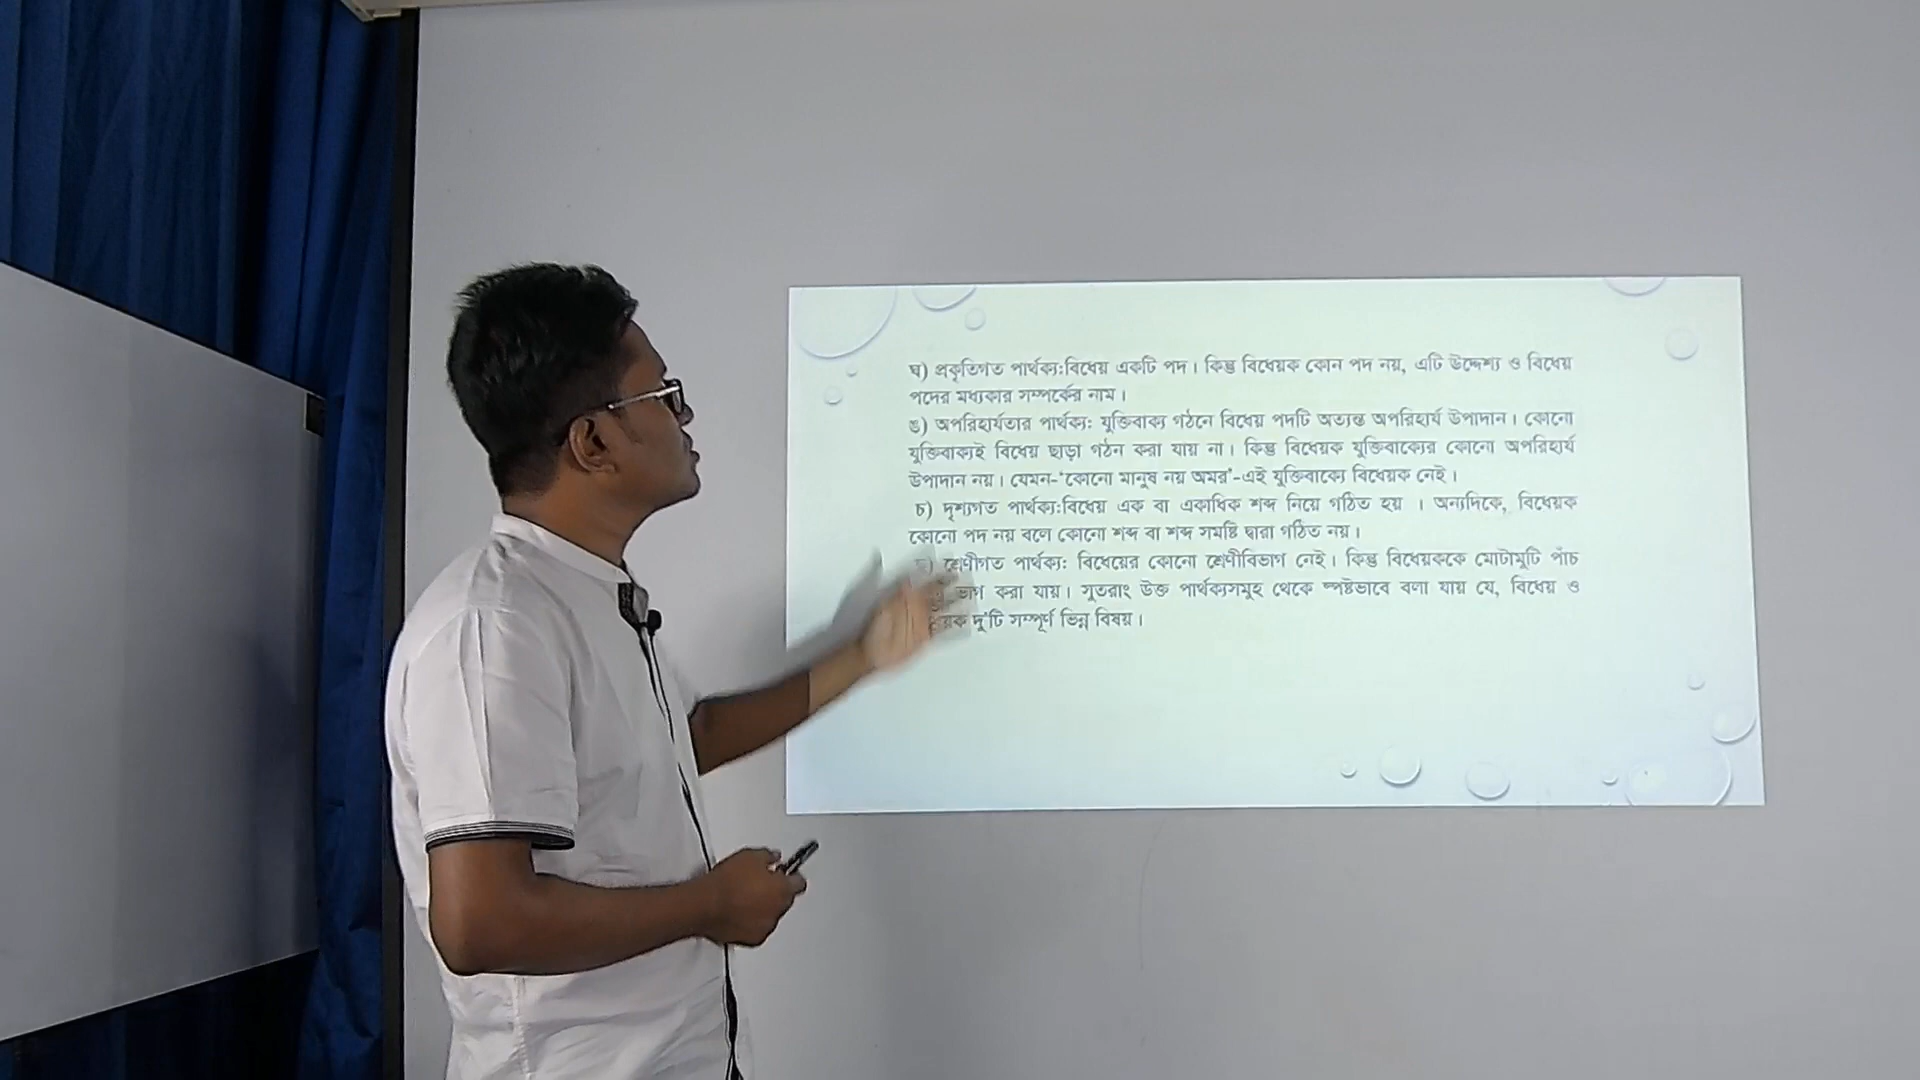 ঘ) প্রকৃতিগত পার্থক্য:বিধেয় একটি পদ। কিন্তু বিধেয়ক কোন পদ নয়, এটি উদ্দেশ্য ও বিধেয়
পদের মধ্যকার সম্পর্কের নাম।
ঙ) অপরিহার্যতার পার্থক্য: যুক্তিবাক্য গঠনে বিধেয় পদটি অত্যন্ত অপরিহার্য উপাদান। কোনো
যুক্তিবাক্যই বিধেয় ছাড়া গঠন করা যায় না। কিন্তু বিধেয়ক যুক্তিবাক্যের কোনো অপরিহার্য
উপাদান নয়। যেমন-‘কোনো মানুষ নয় অমর’-এই যুক্তিবাক্যে বিধেয়ক নেই।
চ) দৃশ্যগত পার্থক্য:বিধেয় এক বা একাধিক শব্দ নিয়ে গঠিত হয় । অন্যদিকে, বিধেয়ক
কোনো পদ নয় বলে কোনো শব্দ বা শব্দ সমষ্টি দ্বারা গঠিত নয়।
শ্রেণীগত পার্থক্য: বিধেয়ের কোনো শ্রেণীবিভাগ নেই। কিন্তু বিধেয়ককে মোটামুটি পাঁচ
ভাগ করা যায়। সুতরাং উক্ত পার্থক্যসমুহ থেকে স্পষ্টভাবে বলা যায় যে, বিধেয় ও
দু'টি সম্পূর্ণ ভিন্ন বিষয়।